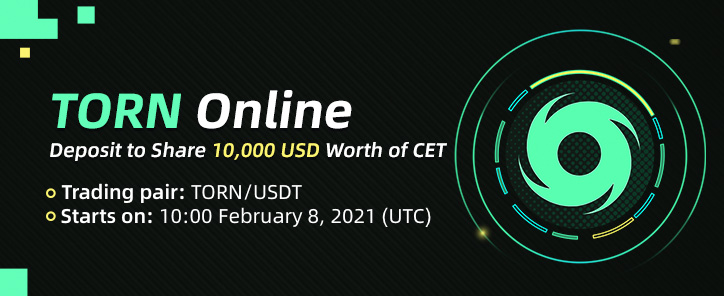 TORN Online
Deposit to Share 10,000 USD Worth of CET
Trading pair: TORN/USDT
Starts on: 10:00 February 8, 2021 (UTC)